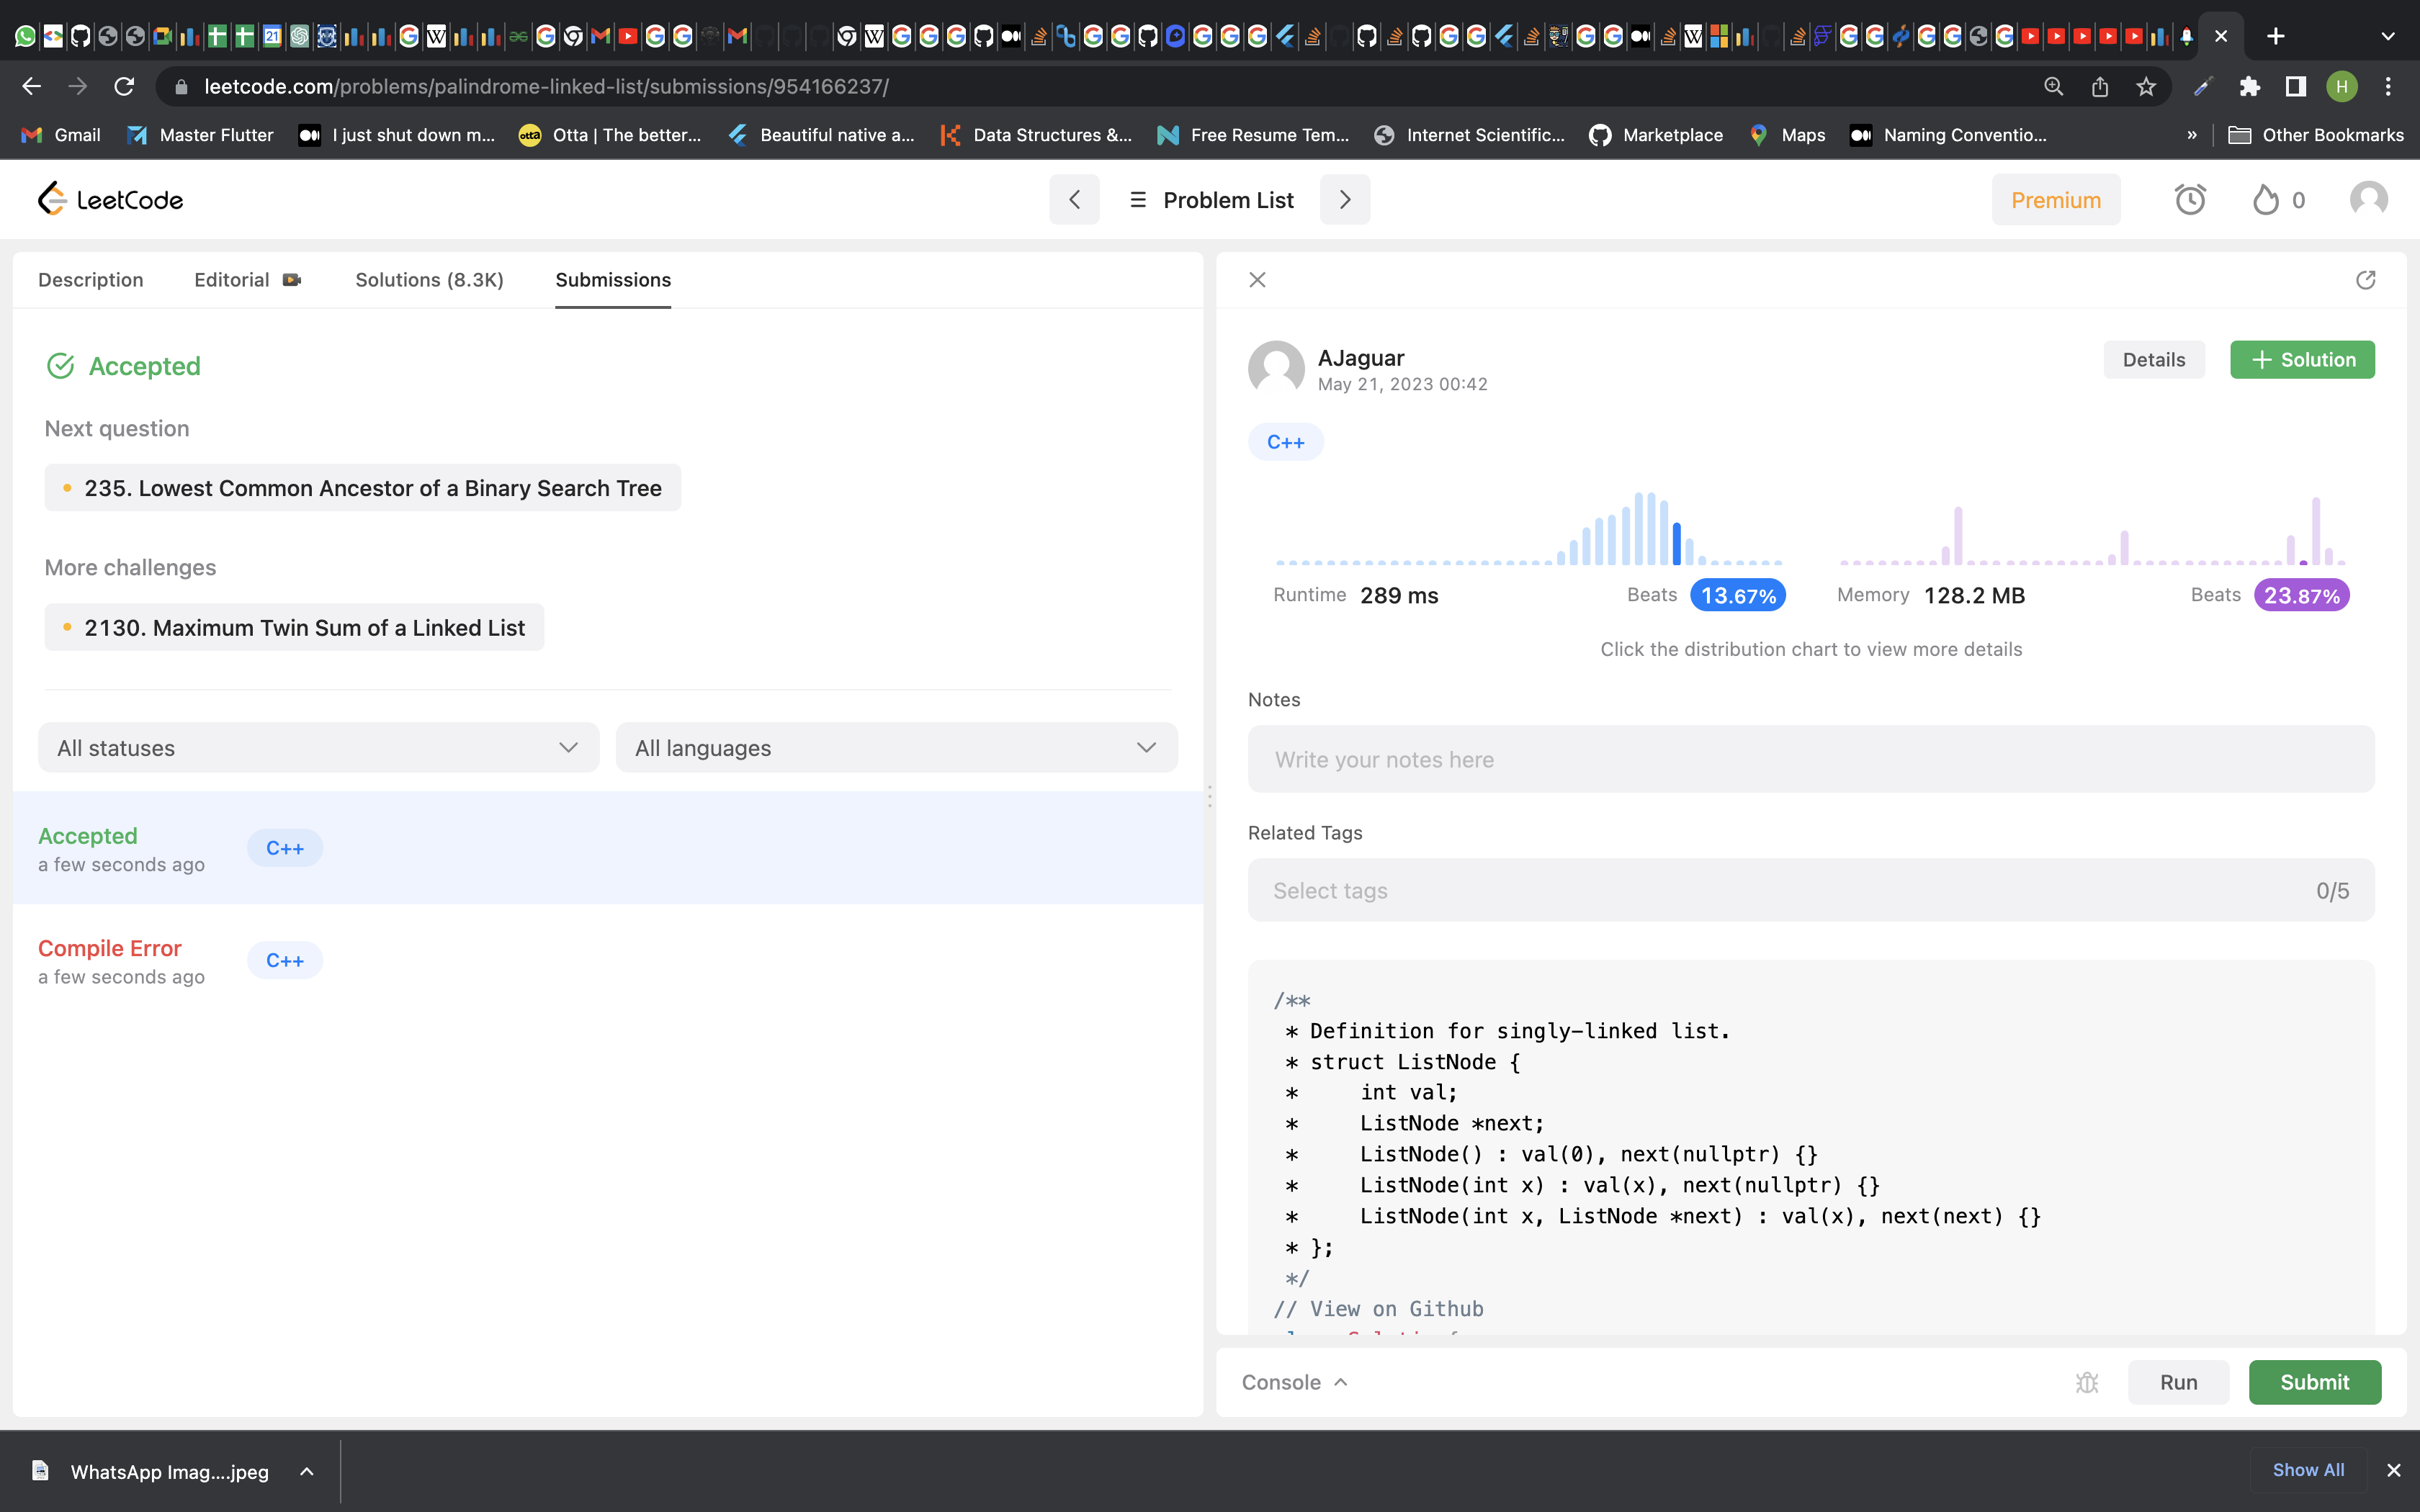 leetcode.com/problems/palindrome-linked-list/submissions/954166237/
H
Gmail
Master Flutter
I just shut down m...
Otta | The better...
Beautiful native a...
Data Structures &...
Free Resume Tem...
Internet Scientific...
Marketplace
Maps
Naming Conventio...
»
Other Bookmarks
LeetCode
Problem List
Premium
0
Description
Editorial
Solutions (8.3K)
Submissions
Accepted
Next question
235. Lowest Common Ancestor of a Binary Search Tree
More challenges
2130. Maximum Twin Sum of a Linked List
All statuses
All languages
Accepted
a few seconds ago
C++
Compile Error
a few seconds ago
C++
AJaguar
May 21, 2023 00:42
Details
+ Solution
C++
Runtime 289 ms
Beats 13.67%
Memory 128.2 MB
Beats 23.87%
Click the distribution chart to view more details
Notes
Write your notes here
Related Tags
Select tags
0/5
/**
 * Definition for singly-linked list.
 * struct ListNode {
 *     int val;
 *     ListNode *next;
 *     ListNode() : val(0), next(nullptr) {}
 *     ListNode(int x) : val(x), next(nullptr) {}
 *     ListNode(int x, ListNode *next) : val(x), next(next) {}
 * };
 */
// View on Github
Console
Run
Submit
WhatsApp Imag....jpeg
Show All